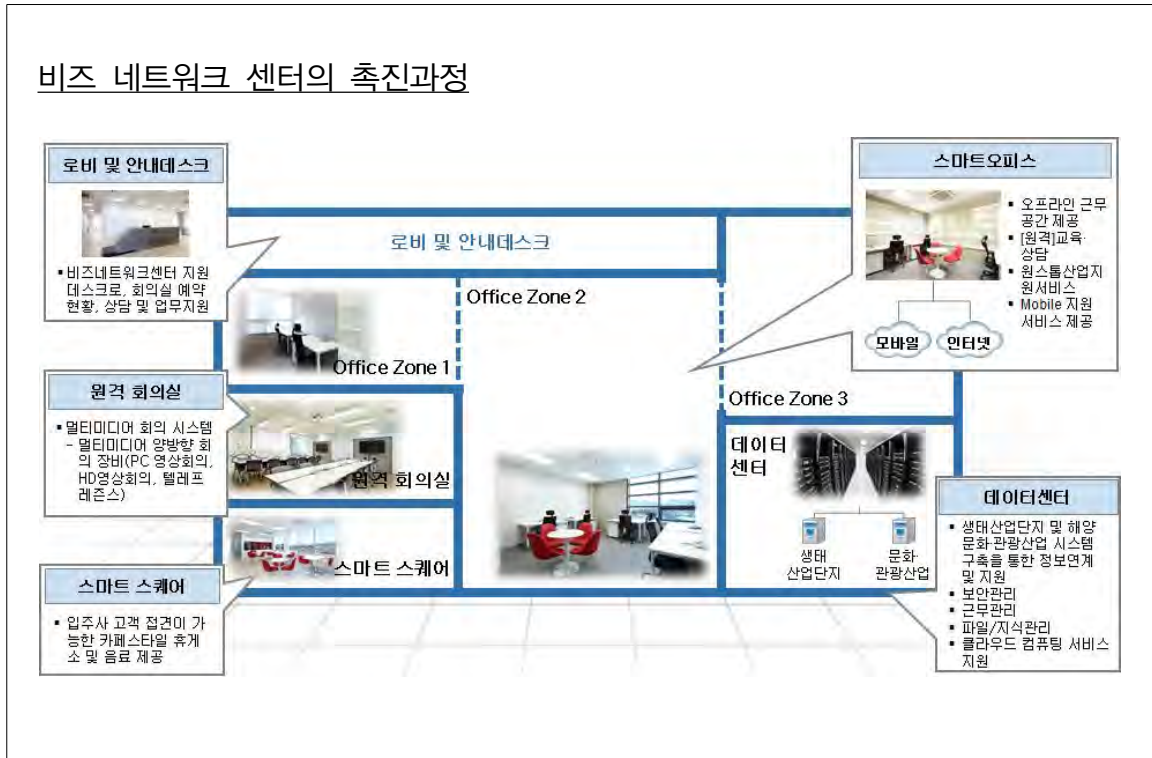 비즈 네트워크 센터의 촉진과정
로비 및 안내데스크
▪비즈네트워크센터 지원
데스크로, 회의실 예약
현황, 상담 및 업무지원
원격 회의실
▪멀티미디어 회의 시스템
- 멀티미디어 양방향 회
의 장비(PC 영상회의,
HD영상회의, 텔레프
레즌스)
스마트 스퀘어
▪ 입주사 고객 접견이 가
능한 카페스타일 휴게
소 및 음료 제공
로비 및 안내데스크
Office Zone 2
Office Zone 1
원격 회의실
스마트 스퀘어
Office Zone 3
데이터
센터
생태
산업단지
문화·
관광산업
스마트오피스
▪ 오프라인 근무
공간 제공
▪ [원격]교육·
상담
▪ 원스톱산업지
원서비스
▪ Mobile 지원
서비스 제공
모바일
인터넷
데이터센터
▪ 생태산업단지 및 해양
문화·관광산업 시스템
구축을 통한 정보연계
및 지원
▪ 보안관리
▪ 근무관리
▪ 파일/지식관리
▪ 클라우드 컴퓨팅 서비스
지원